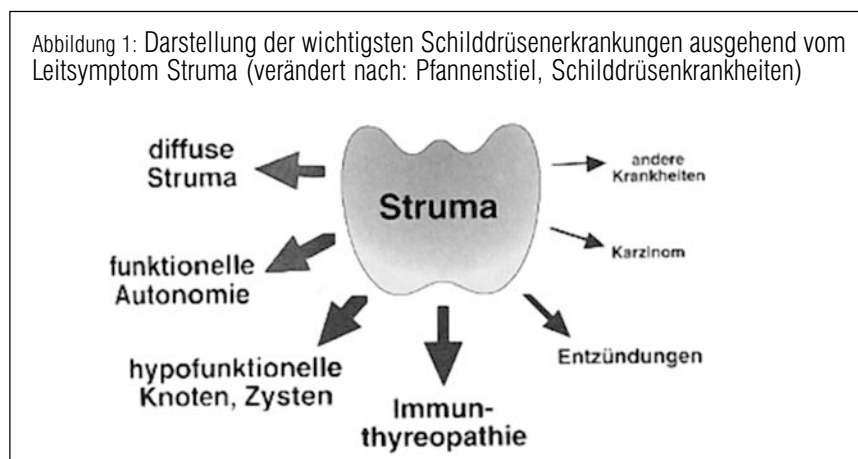 Abbildung 1: Darstellung der wichtigsten Schilddrüsenerkrankungen ausgehend vom
Leitsymptom Struma (verändert nach: Pfannenstiel, Schilddrüsenkrankheiten)
diffuse
Struma
funktionelle
Autonomie
hypofunktionelle
Knoten, Zysten
Struma
Immun-
thyreopathie
andere
Krankheiten
Karzinom
Entzündungen